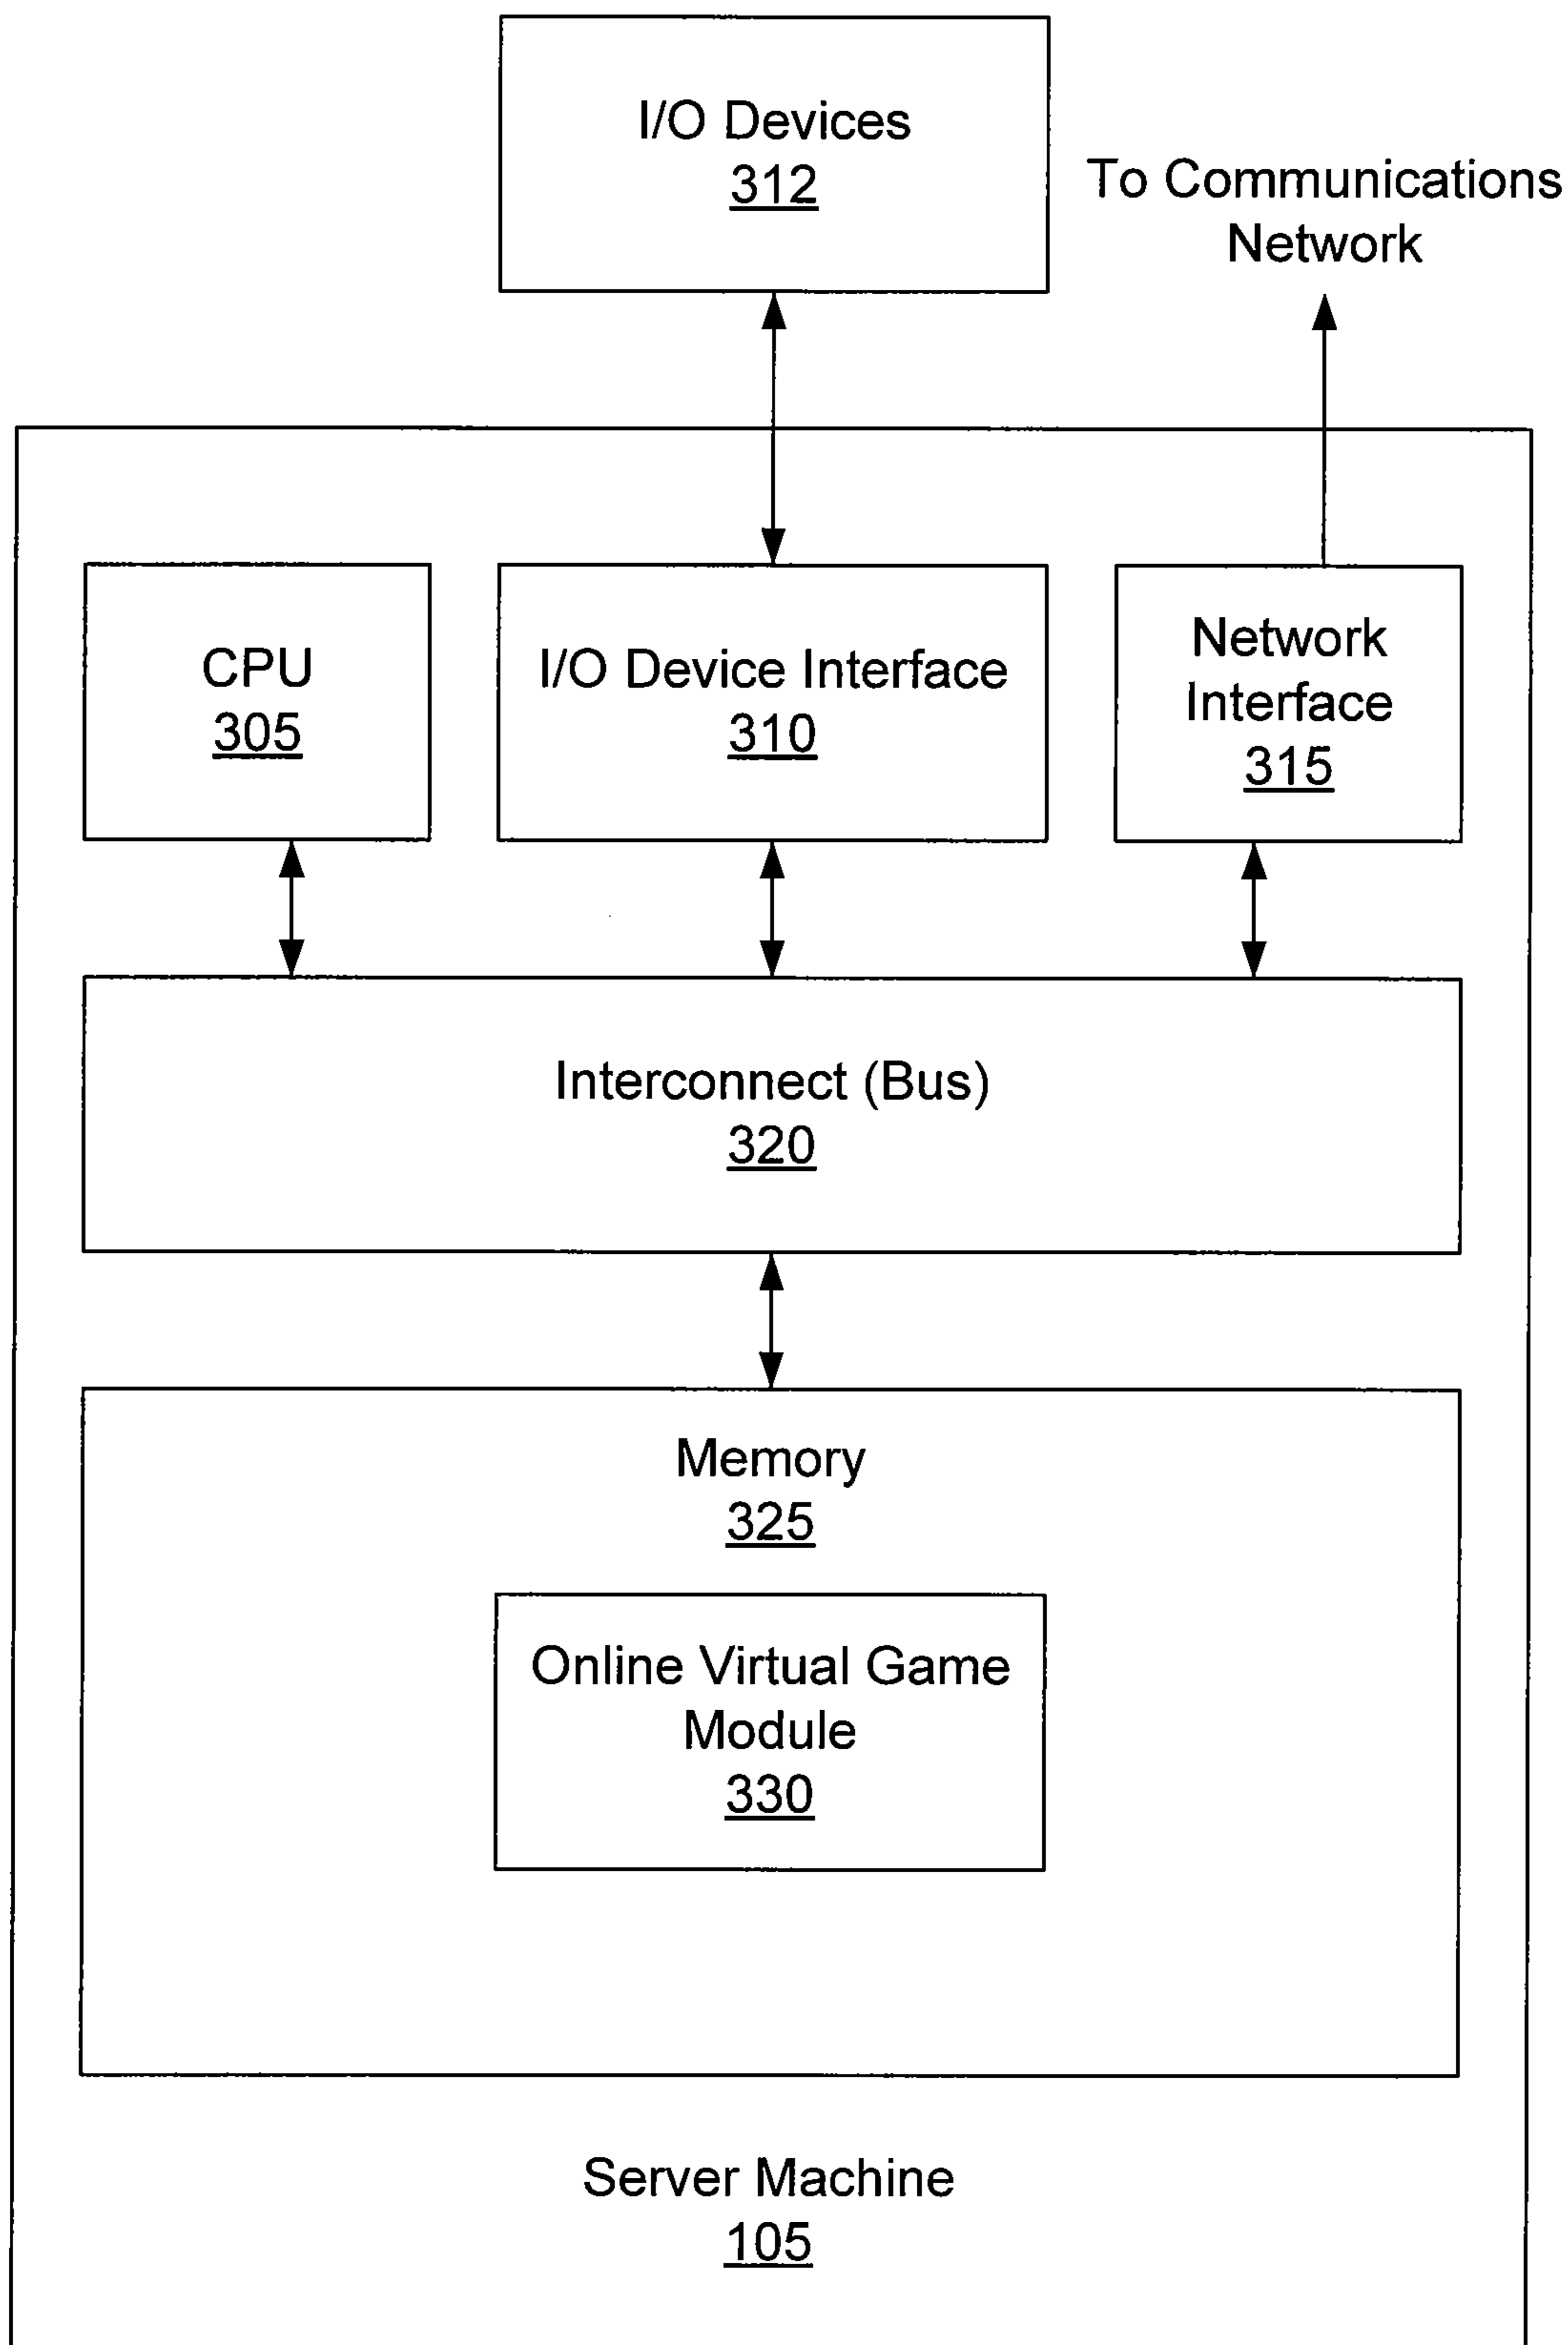 I/O Devices
312
To Communications
Network
CPU
305
I/O Device Interface
310
Network
Interface
315
Interconnect (Bus)
320
Memory
325
Online Virtual Game
Module
330
Server Machine
105